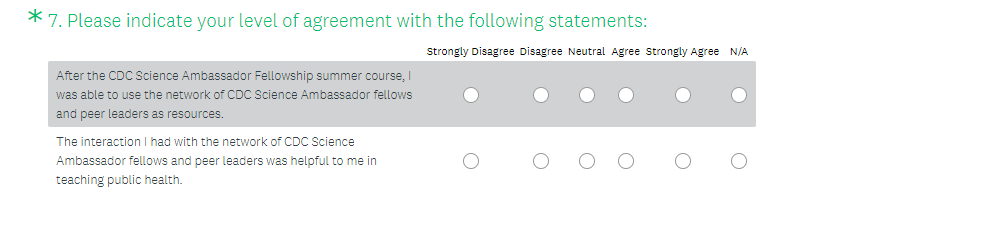 * 7. Please indicate your level of agreement with the following statements:
Strongly Disagree Disagree Neutral Agree Strongly Agree N/A
After the CDC Science Ambassador Fellowship summer course, I
was able to use the network of CDC Science Ambassador fellows
and peer leaders as resources.
The interaction I had with the network of CDC Science
Ambassador fellows and peer leaders was helpful to me in
teaching public health.